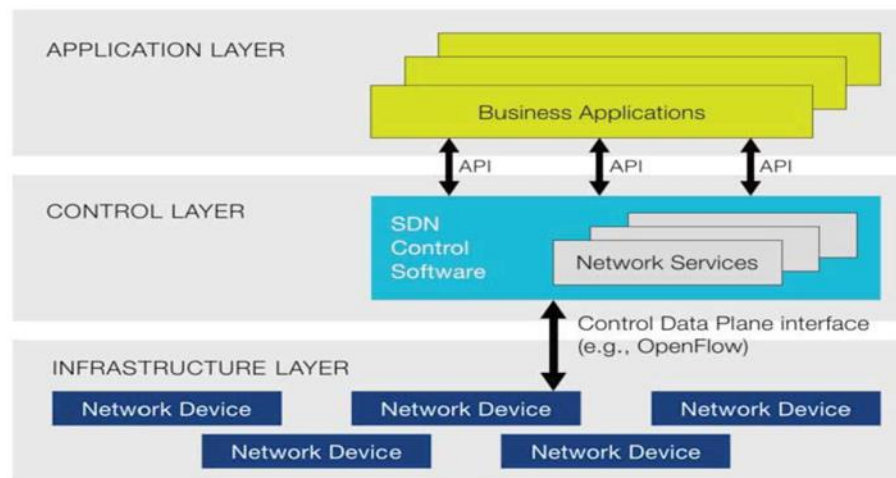 APPLICATION LAYER
Business Applications
API
API
API
CONTROL LAYER
SDN
Control
Software
Network Services
Control Data Plane interface
(e.g., OpenFlow)
INFRASTRUCTURE LAYER
Network Device
Network Device
Network Device
Network Device
Network Device